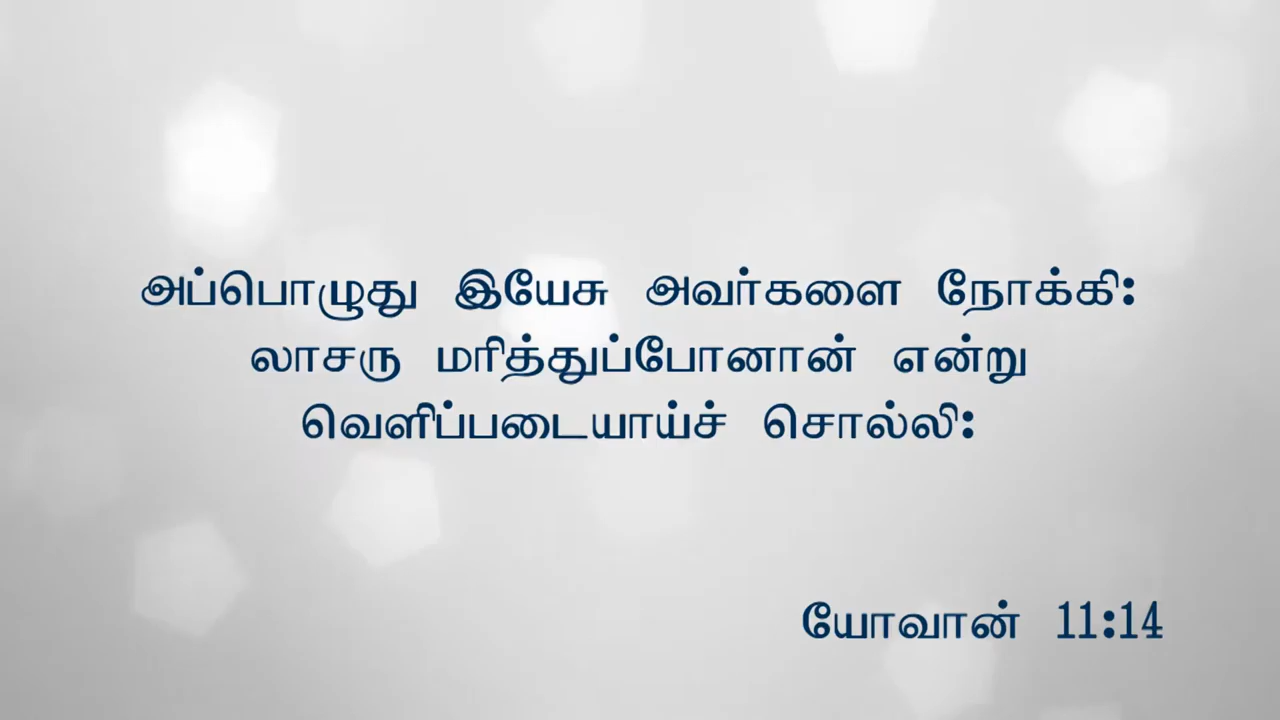 அப்பொழுது இயேசு அவர்களை நோக்கி:
லாசரு மரித்துப்போனான் என்று
வெளிப்படையாய்ச் சொல்லி:
யோவான் 11:14